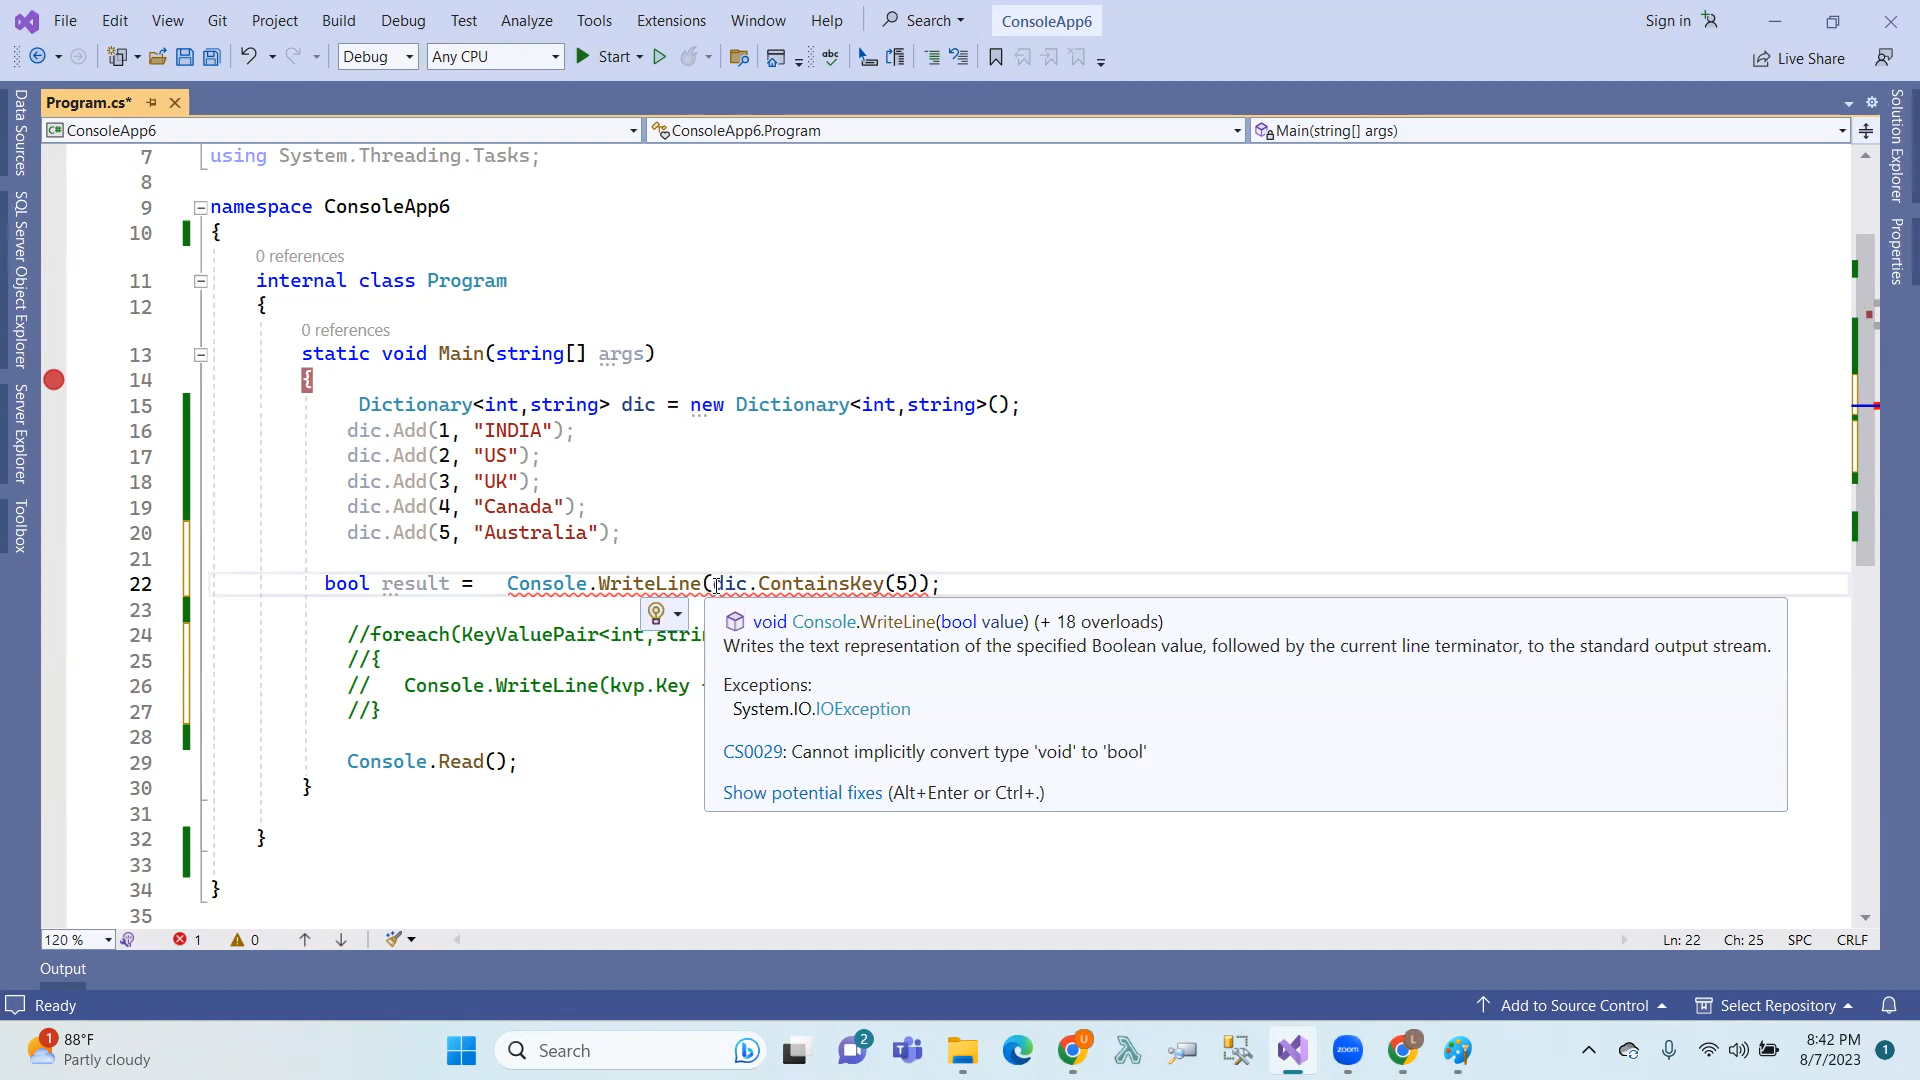 File Edit View Git Project Build Debug Test Analyze Tools Extensions Window Help Search ConsoleApp6 Sign in
Debug Any CPU Start Live Share
Program.cs*
C# ConsoleApp6 ConsoleApp6.Program Main(string[] args)
Data Sources
SQL Server Object Explorer
Server Explorer
Toolbox
Solution Explorer
Properties
7 using System.Threading.Tasks;
8
9 namespace ConsoleApp6
10 {
0 references
11 internal class Program
12 {
0 references
13 static void Main(string[] args)
14 {
15 Dictionary<int,string> dic = new Dictionary<int,string>();
16 dic.Add(1, "INDIA");
17 dic.Add(2, "US");
18 dic.Add(3, "UK");
19 dic.Add(4, "Canada");
20 dic.Add(5, "Australia");
21
22 bool result = Console.WriteLine(dic.ContainsKey(5));
23
void Console.WriteLine(bool value) (+ 18 overloads)
Writes the text representation of the specified Boolean value, followed by the current line terminator, to the standard output stream.
Exceptions:
System.IO.IOException
CS0029: Cannot implicitly convert type 'void' to 'bool'
Show potential fixes (Alt+Enter or Ctrl+.)
24 //foreach(KeyValuePair<int,strin
25 //{
26 // Console.WriteLine(kvp.Key
27 //}
28
29 Console.Read();
30 }
31
32 }
33
34 }
35
120 % 1 0 Ln: 22 Ch: 25 SPC CRLF
Output
Ready Add to Source Control Select Repository
1 88°F
Partly cloudy
Search
2
U
zoom
L
8:42 PM
8/7/2023
1